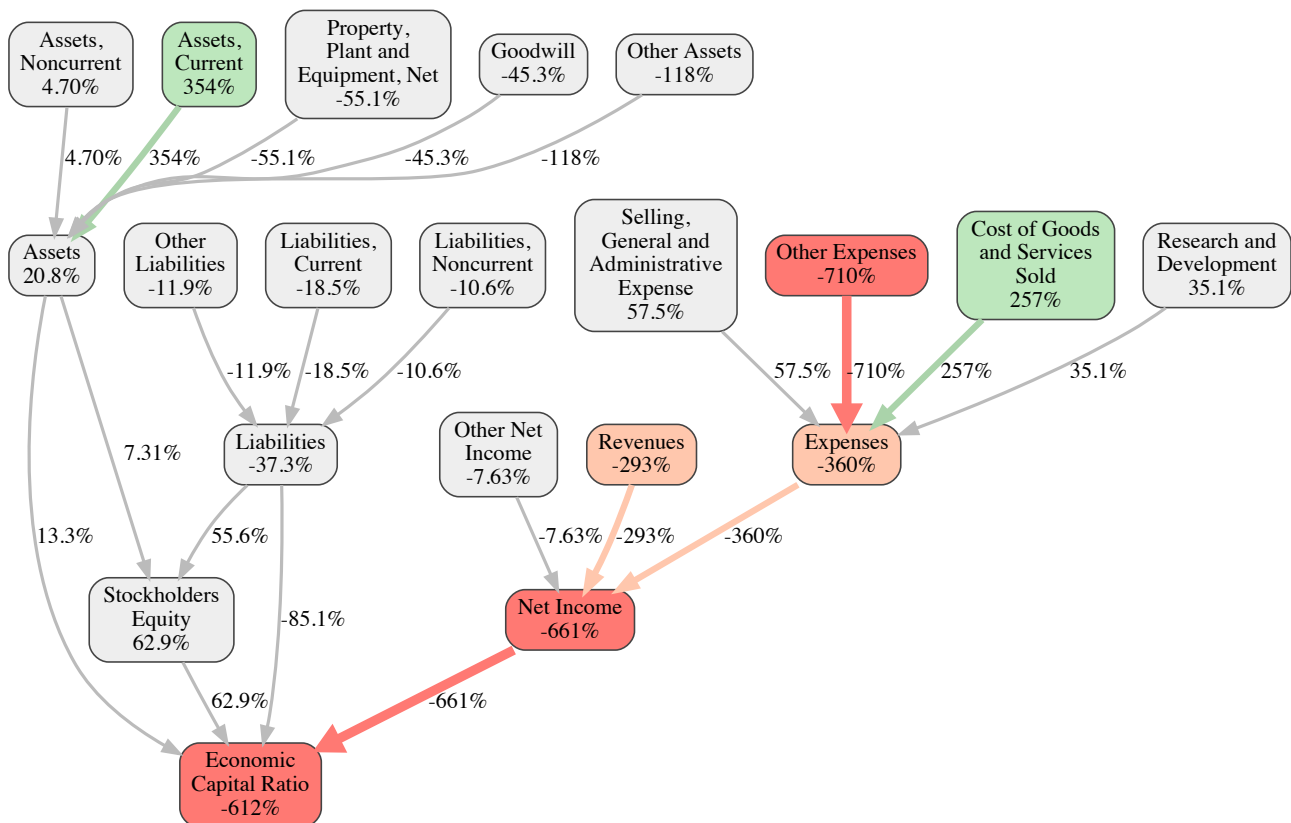 Assets,
Noncurrent
4.70%
Assets,
Current
354%
Property,
Plant and
Equipment, Net
-55.1%
Goodwill
-45.3%
Other Assets
-118%
4.70%
354%
-55.1%
-45.3%
-118%
Assets
20.8%
Other
Liabilities
-11.9%
Liabilities,
Current
-18.5%
Liabilities,
Noncurrent
-10.6%
Selling,
General and
Administrative
Expense
57.5%
Other Expenses
-710%
Cost of Goods
and Services
Sold
257%
Research and
Development
35.1%
-11.9%
-18.5%
-10.6%
57.5%
-710%
257%
35.1%
7.31%
Liabilities
-37.3%
Other Net
Income
-7.63%
Revenues
-293%
Expenses
-360%
13.3%
55.6%
-7.63%
-293%
-360%
Stockholders
Equity
62.9%
-85.1%
Net Income
-661%
62.9%
-661%
Economic
Capital Ratio
-612%